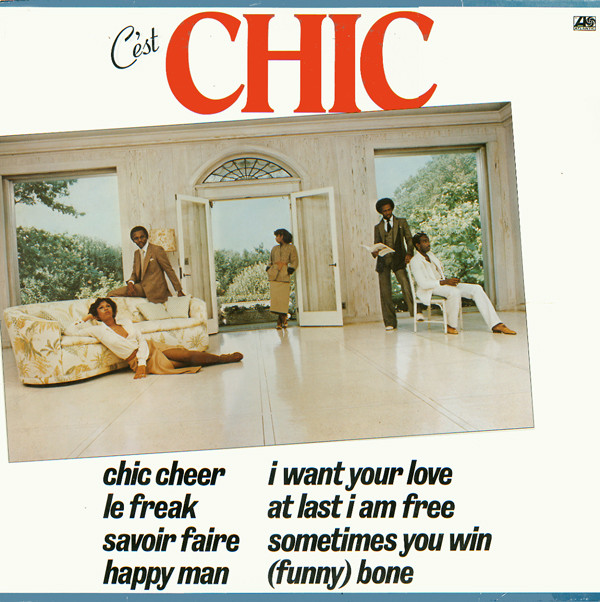 C'est
CHIC
ATLANTIC
chic cheer
le freak
savoir faire
happy man
i want your love
at last i am free
sometimes you win
(funny) bone